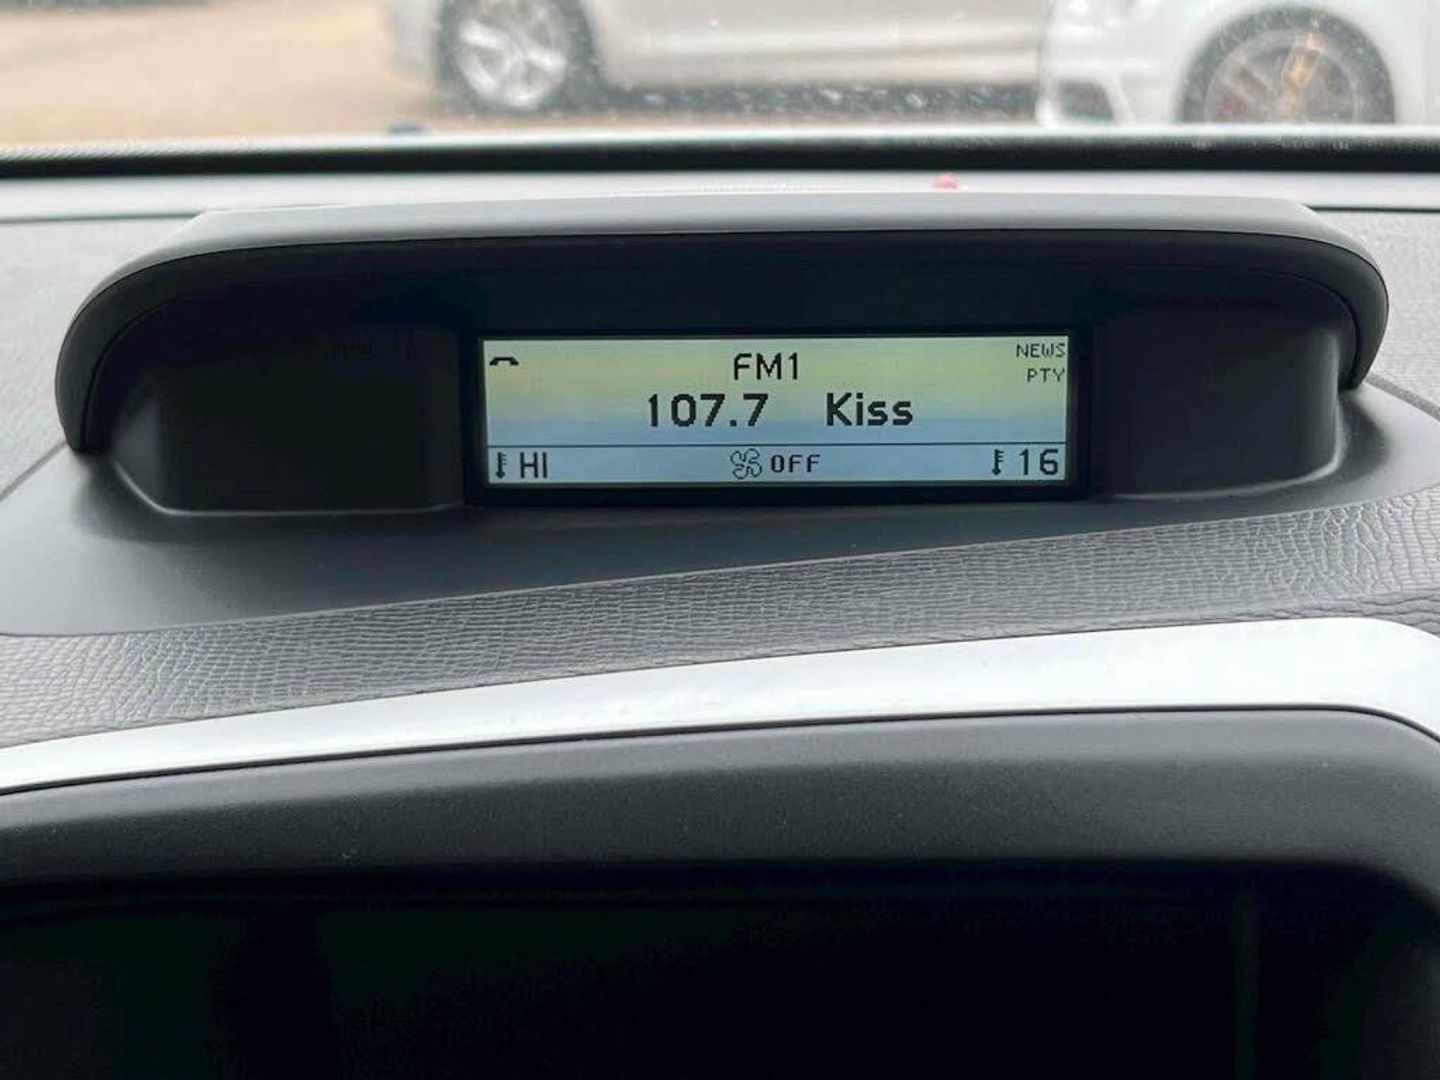 FM1
NEWS
PTY
107.7 Kiss
HI OFF 16